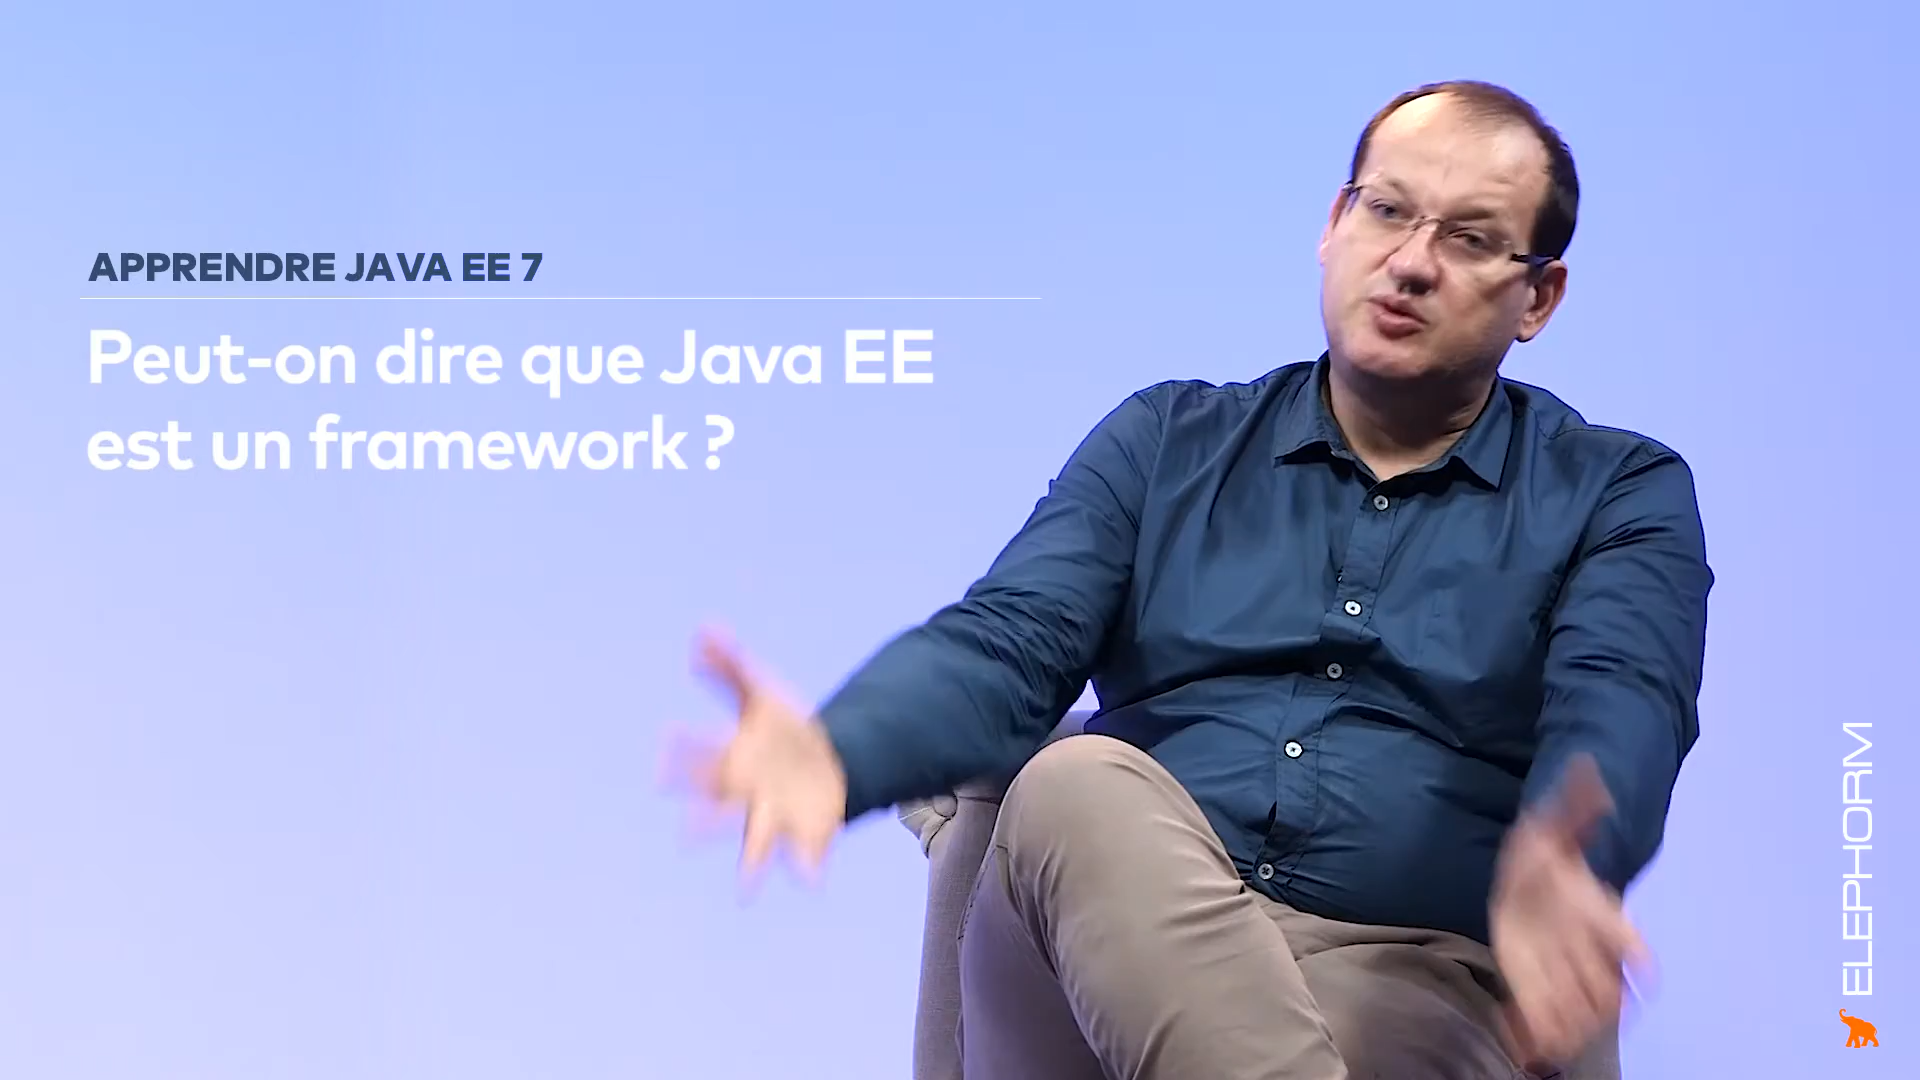 APPRENDRE JAVA EE 7
Peut-on dire que Java EE
est un framework ?
ELEPHORM